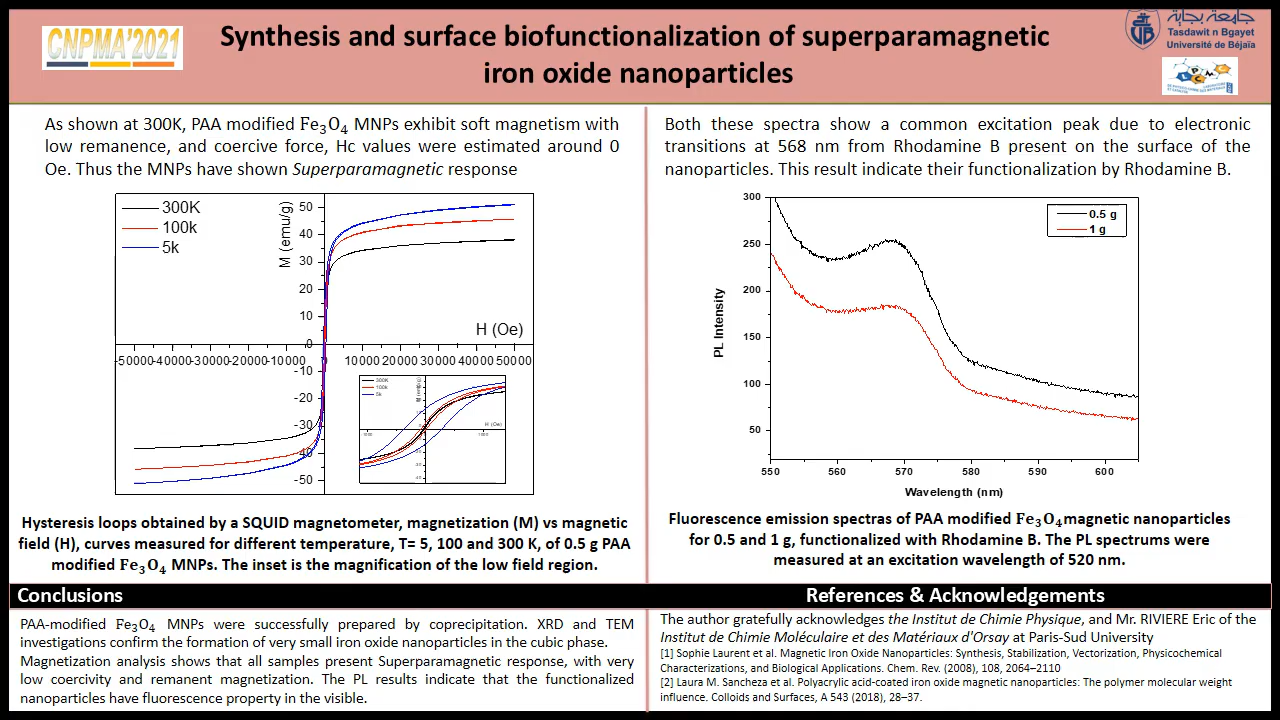 CNPMA'2021
Synthesis and surface biofunctionalization of superparamagnetic
iron oxide nanoparticles
جامعة بجاية
Tasdawit n Bgayet
Université de Béjaïa
As shown at 300K, PAA modified Fe₃O₄ MNPs exhibit soft magnetism with
low remanence, and coercive force, Hc values were estimated around 0
Oe. Thus the MNPs have shown Superparamagnetic response
300K
100k
5k
M (emu/g)
50
40
30
20
10
0
-10
-20
-30
-40
-50
H (Oe)
-50000 -40000 -30000 -20000 -10000 0 10000 20000 30000 40000 50000
300K
100k
5k
H (Oe)
Hysteresis loops obtained by a SQUID magnetometer, magnetization (M) vs magnetic
field (H), curves measured for different temperature, T= 5, 100 and 300 K, of 0.5 g PAA
modified Fe₃O₄ MNPs. The inset is the magnification of the low field region.
Both these spectra show a common excitation peak due to electronic
transitions at 568 nm from Rhodamine B present on the surface of the
nanoparticles. This result indicate their functionalization by Rhodamine B.
0.5 g
1 g
PL Intensity
300
250
200
150
100
50
550 560 570 580 590 600
Wavelength (nm)
Fluorescence emission spectras of PAA modified Fe₃O₄magnetic nanoparticles
for 0.5 and 1 g, functionalized with Rhodamine B. The PL spectrums were
measured at an excitation wavelength of 520 nm.
Conclusions
PAA-modified Fe₃O₄ MNPs were successfully prepared by coprecipitation. XRD and TEM
investigations confirm the formation of very small iron oxide nanoparticles in the cubic phase.
Magnetization analysis shows that all samples present Superparamagnetic response, with very
low coercivity and remanent magnetization. The PL results indicate that the functionalized
nanoparticles have fluorescence property in the visible.
References & Acknowledgements
The author gratefully acknowledges the Institut de Chimie Physique, and Mr. RIVIERE Eric of the
Institut de Chimie Moléculaire et des Matériaux d'Orsay at Paris-Sud University
[1] Sophie Laurent et al. Magnetic Iron Oxide Nanoparticles: Synthesis, Stabilization, Vectorization, Physicochemical
Characterizations, and Biological Applications. Chem. Rev. (2008), 108, 2064–2110
[2] Laura M. Sancheza et al. Polyacrylic acid-coated iron oxide magnetic nanoparticles: The polymer molecular weight
influence. Colloids and Surfaces, A 543 (2018), 28–37.